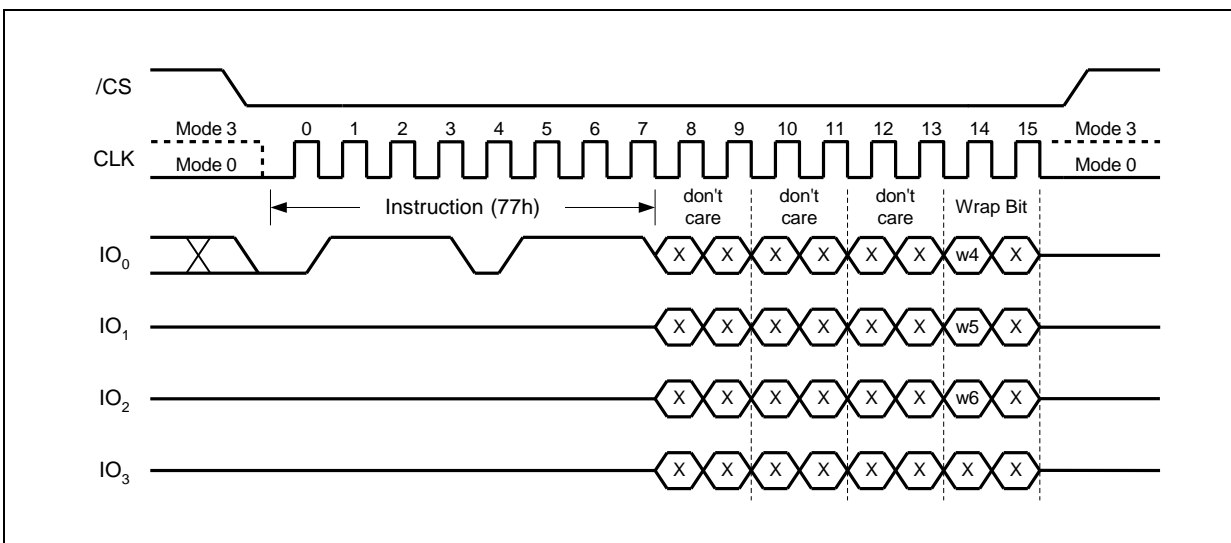 /CS
Mode 3 0 1 2 3 4 5 6 7 8 9 10 11 12 13 14 15 Mode 3
CLK
Mode 0 Mode 0
Instruction (77h) don't care don't care don't care Wrap Bit
IO0 X X X X X X w4 X
IO1 X X X X X X w5 X
IO2 X X X X X X w6 X
IO3 X X X X X X X X